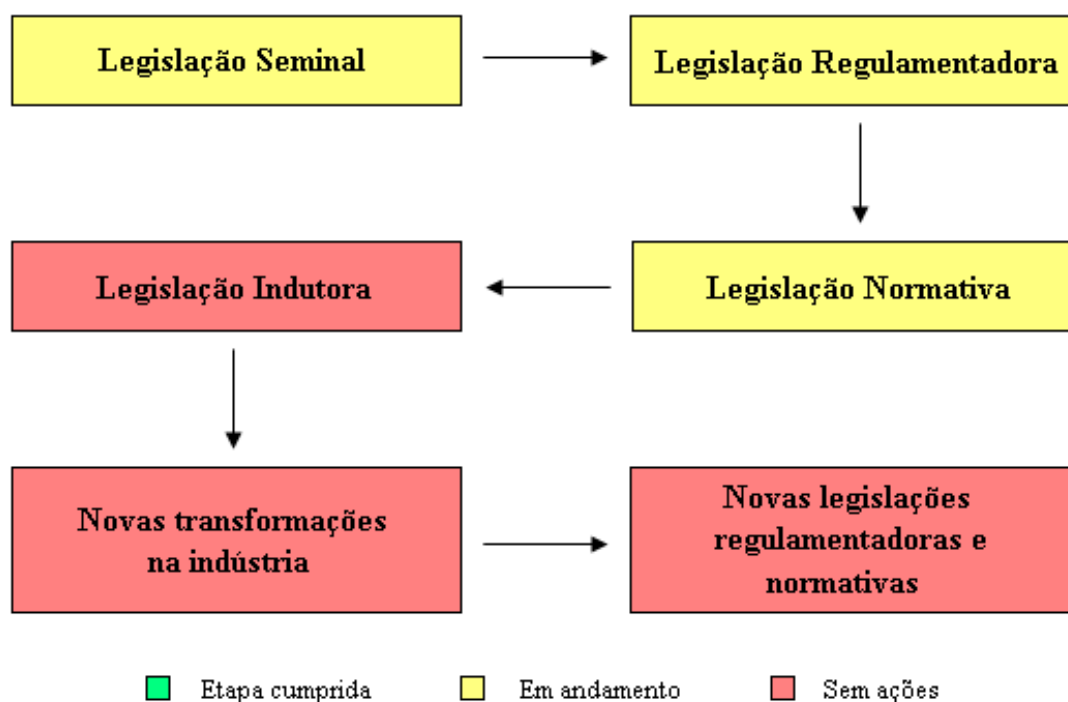 Legislação Seminal
Legislação Regulamentadora
Legislação Indutora
Legislação Normativa
Novas transformações
na indústria
Novas legislações
regulamentadoras e
normativas
Etapa cumprida
Em andamento
Sem ações